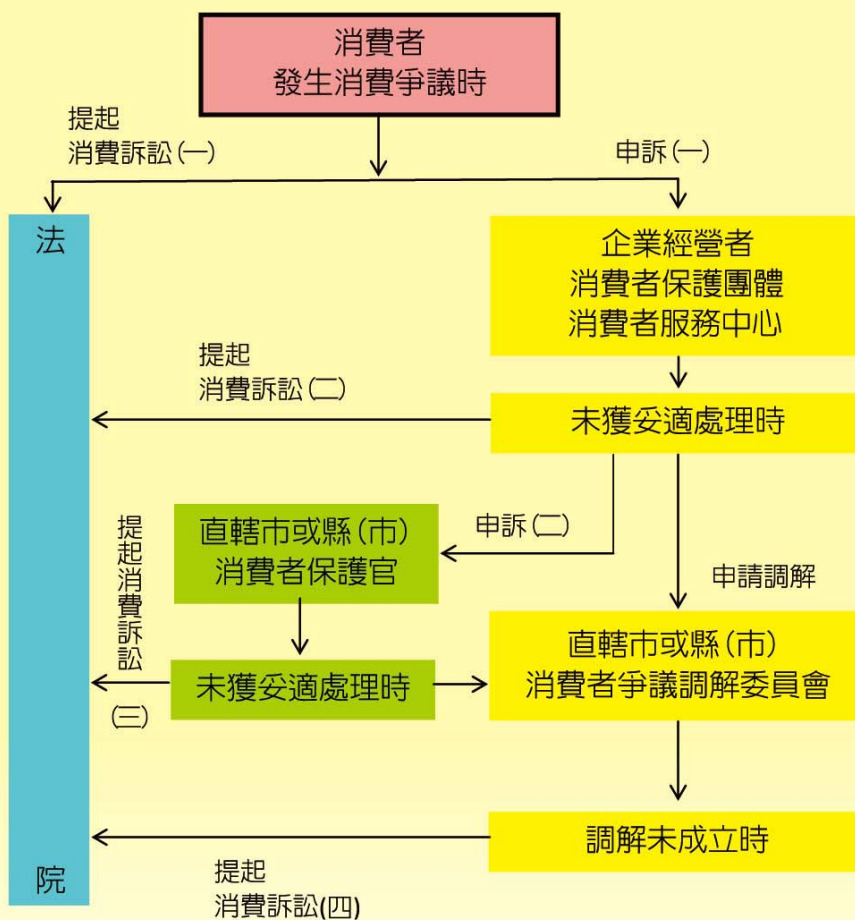 消費者
發生消費爭議時
提起
消費訴訟(一)
申訴(一)
法
院
企業經營者
消費者保護團體
消費者服務中心
提起
消費訴訟(二)
未獲妥適處理時
申訴(二)
直轄市或縣(市)
消費者保護官
提起消費訴訟
(三)
申請調解
未獲妥適處理時
直轄市或縣(市)
消費者爭議調解委員會
調解未成立時
提起
消費訴訟(四)